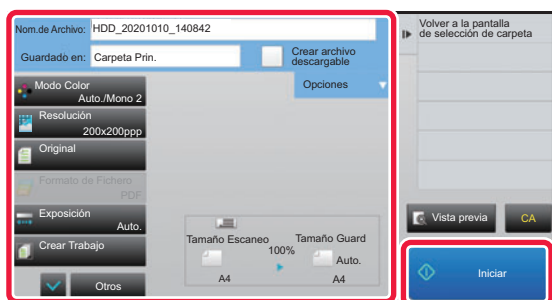 Nom.de Archivo: HDD_20201010_140842
Guardado en: Carpeta Prin.
Crear archivo
descargable
Opciones
Modo Color
Auto./Mono 2
Resolución
200x200ppp
Original
Formato de Fichero
PDF
Exposición
Auto.
Crear Trabajo
Otros
Tamaño Escaneo
100%
Tamaño Guard
Auto.
A4
A4
Volver a la pantalla
de selección de carpeta
Vista previa
CA
Iniciar